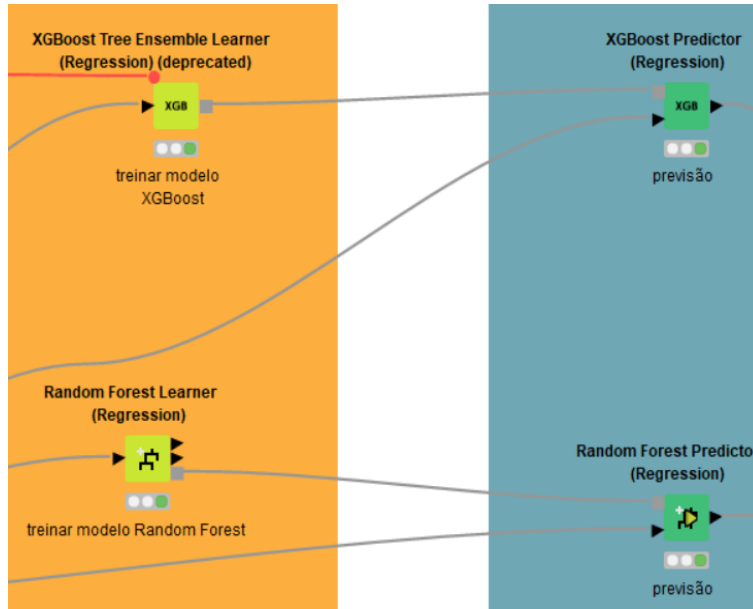 XGBoost Tree Ensemble Learner
(Regression) (deprecated)
XGB
treinar modelo
XGBoost
XGBoost Predictor
(Regression)
XGB
previsão
Random Forest Learner
(Regression)
treinar modelo Random Forest
Random Forest Predicto
(Regression)
previsão